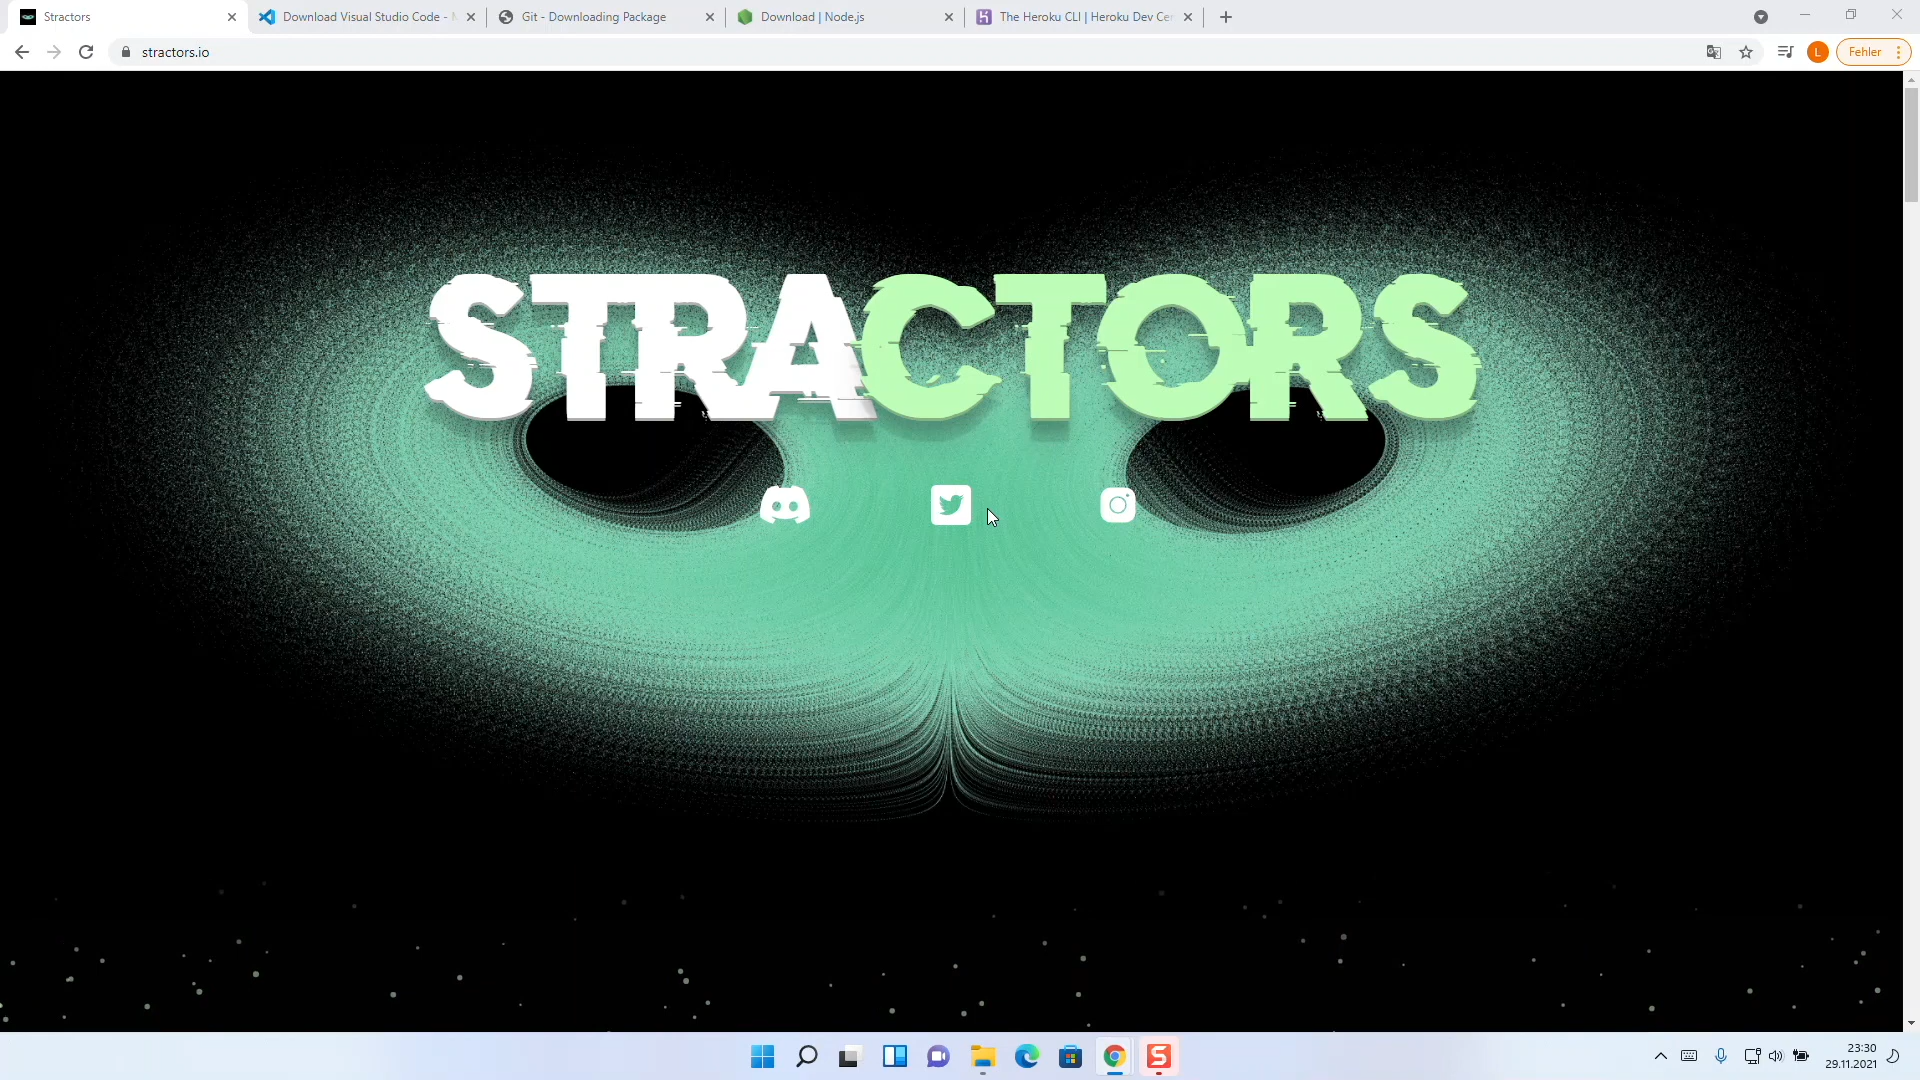 Stractors
Download Visual Studio Code -
Git - Downloading Package
Download | Node.js
The Heroku CLI | Heroku Dev Cen
stractors.io
L
Fehler
STRACTORS
S
23:30
29.11.2021